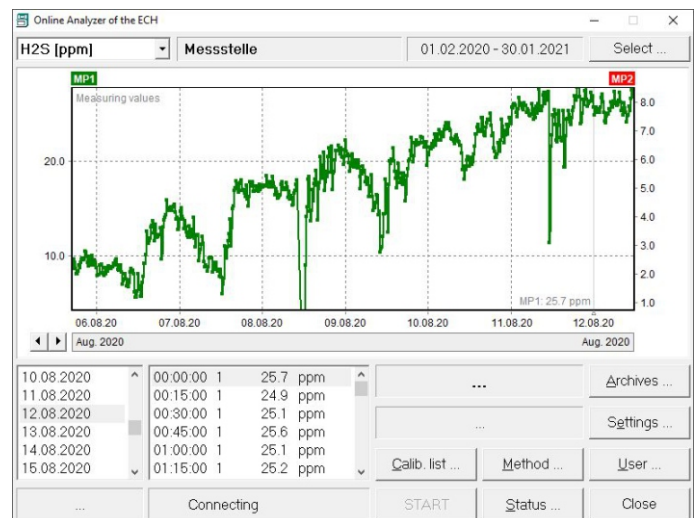 Online Analyzer of the ECH
H2S [ppm]
Messstelle
01.02.2020 - 30.01.2021
Select ...
MP1
MP2
Measuring values
20.0
10.0
8.0
7.0
6.0
5.0
4.0
3.0
2.0
1.0
MP1: 25.7 ppm
06.08.20 07.08.20 08.08.20 09.08.20 10.08.20 11.08.20 12.08.20
Aug. 2020 Aug. 2020
10.08.2020
11.08.2020
12.08.2020
13.08.2020
14.08.2020
15.08.2020
00:00:00 1 25.7 ppm
00:15:00 1 24.9 ppm
00:30:00 1 25.1 ppm
00:45:00 1 25.6 ppm
01:00:00 1 25.1 ppm
01:15:00 1 25.2 ppm
...
Archives ...
...
Settings ...
Calib. list ...
Method ...
User ...
...
Connecting
START
Status ...
Close